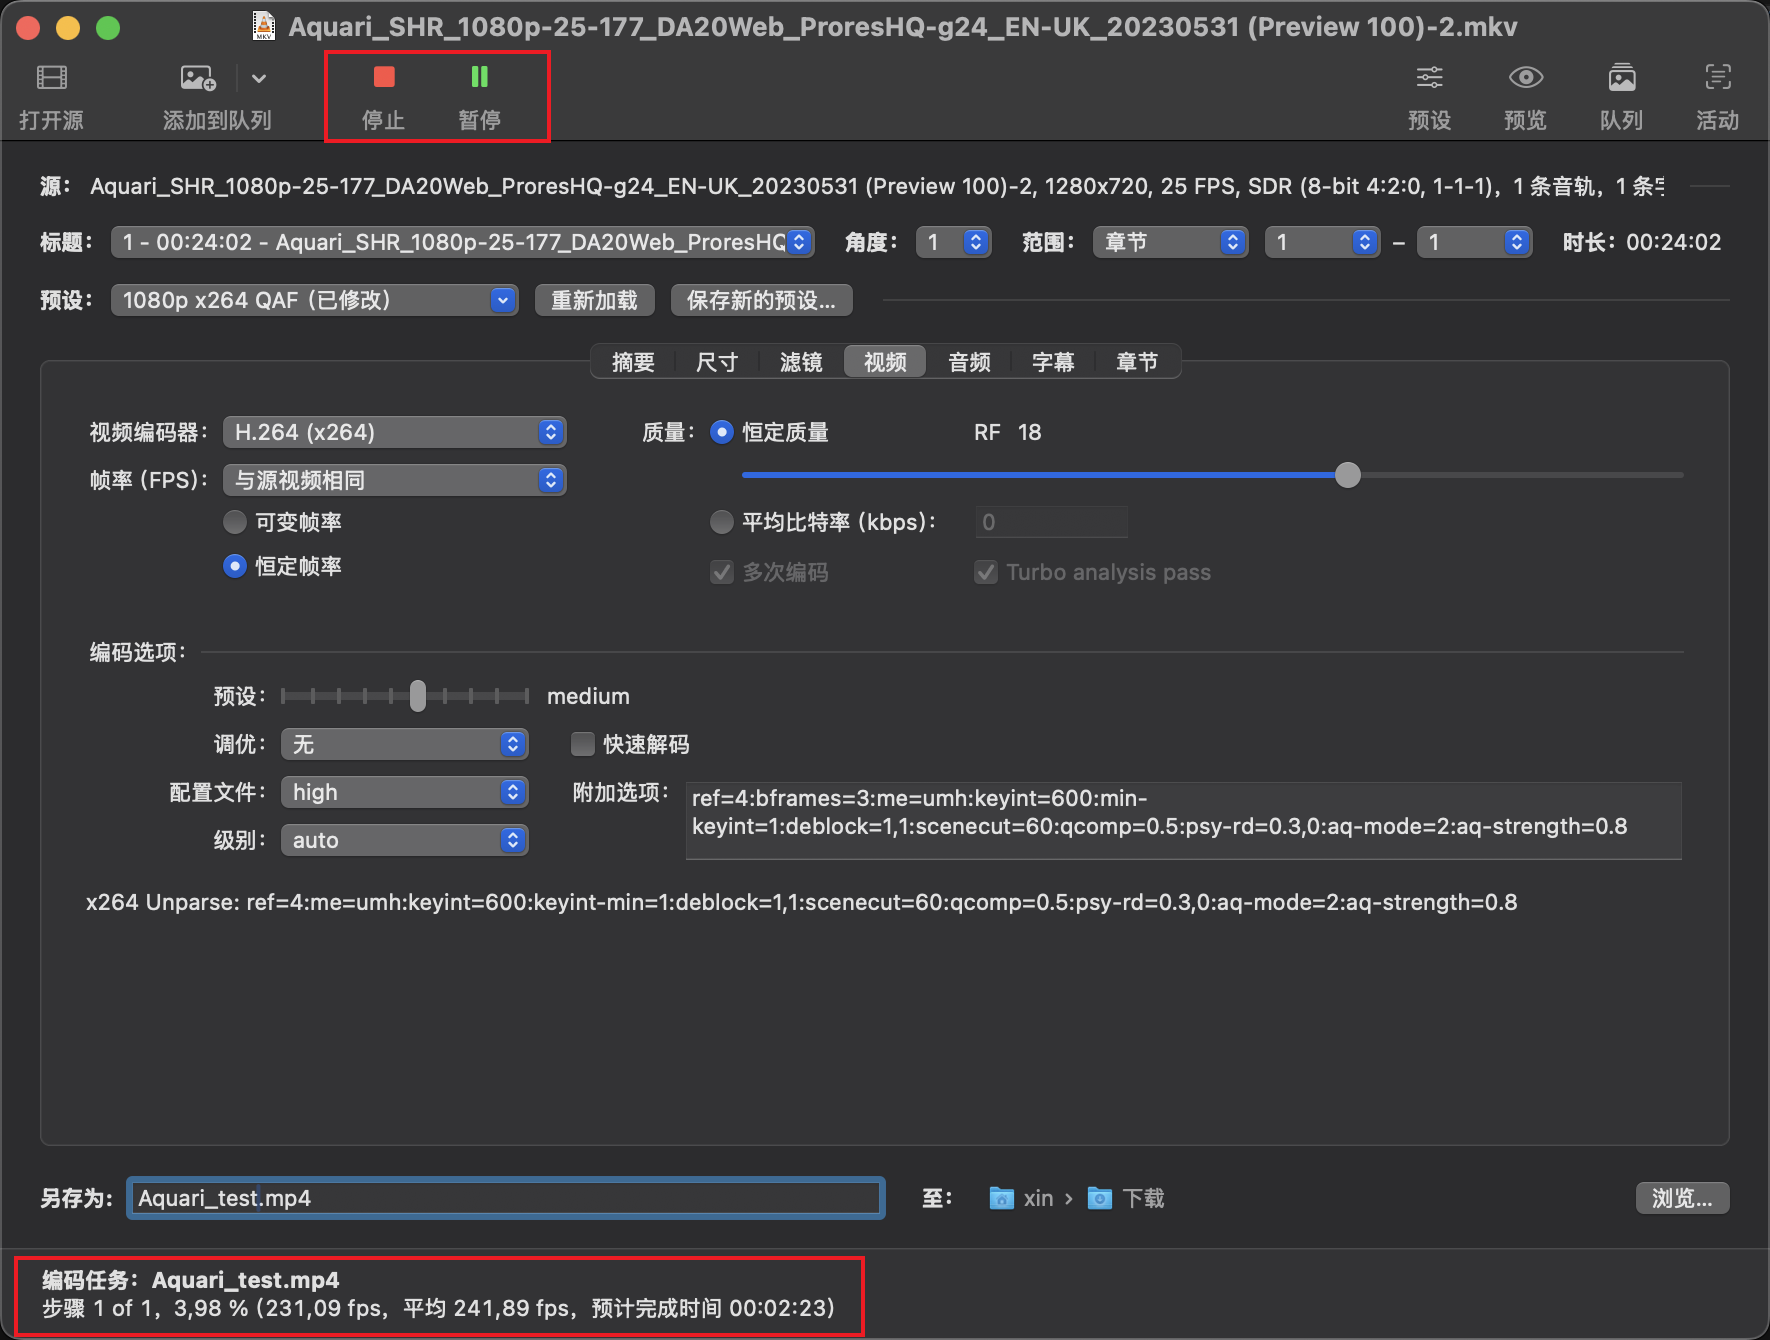 Aquari_SHR_1080p-25-177_DA20Web_ProresHQ-g24_EN-UK_20230531 (Preview 100)-2.mkv
打开源 添加到队列 停止 暂停 预设 预览 队列 活动
源： Aquari_SHR_1080p-25-177_DA20Web_ProresHQ-g24_EN-UK_20230531 (Preview 100)-2, 1280x720, 25 FPS, SDR (8-bit 4:2:0, 1-1-1)，1 条音轨，1 条
标题： 1 - 00:24:02 - Aquari_SHR_1080p-25-177_DA20Web_ProresHQ 角度： 1 范围： 章节 1 – 1 时长：00:24:02
预设： 1080p x264 QAF（已修改） 重新加载 保存新的预设...
摘要 尺寸 滤镜 视频 音频 字幕 章节
视频编码器： H.264 (x264) 质量： 恒定质量 RF 18
帧率 (FPS)： 与源视频相同
可变帧率 平均比特率 (kbps)： 0
恒定帧率 多次编码 Turbo analysis pass
编码选项：
预设： medium
调优： 无 快速解码
配置文件： high 附加选项： ref=4:bframes=3:me=umh:keyint=600:min-
keyint=1:deblock=1,1:scenecut=60:qcomp=0.5:psy-rd=0.3,0:aq-mode=2:aq-strength=0.8
级别： auto
x264 Unparse: ref=4:me=umh:keyint=600:keyint-min=1:deblock=1,1:scenecut=60:qcomp=0.5:psy-rd=0.3,0:aq-mode=2:aq-strength=0.8
另存为： Aquari_test.mp4 至： xin › 下载 浏览...
编码任务：Aquari_test.mp4
步骤 1 of 1，3,98 % (231,09 fps，平均 241,89 fps，预计完成时间 00:02:23)